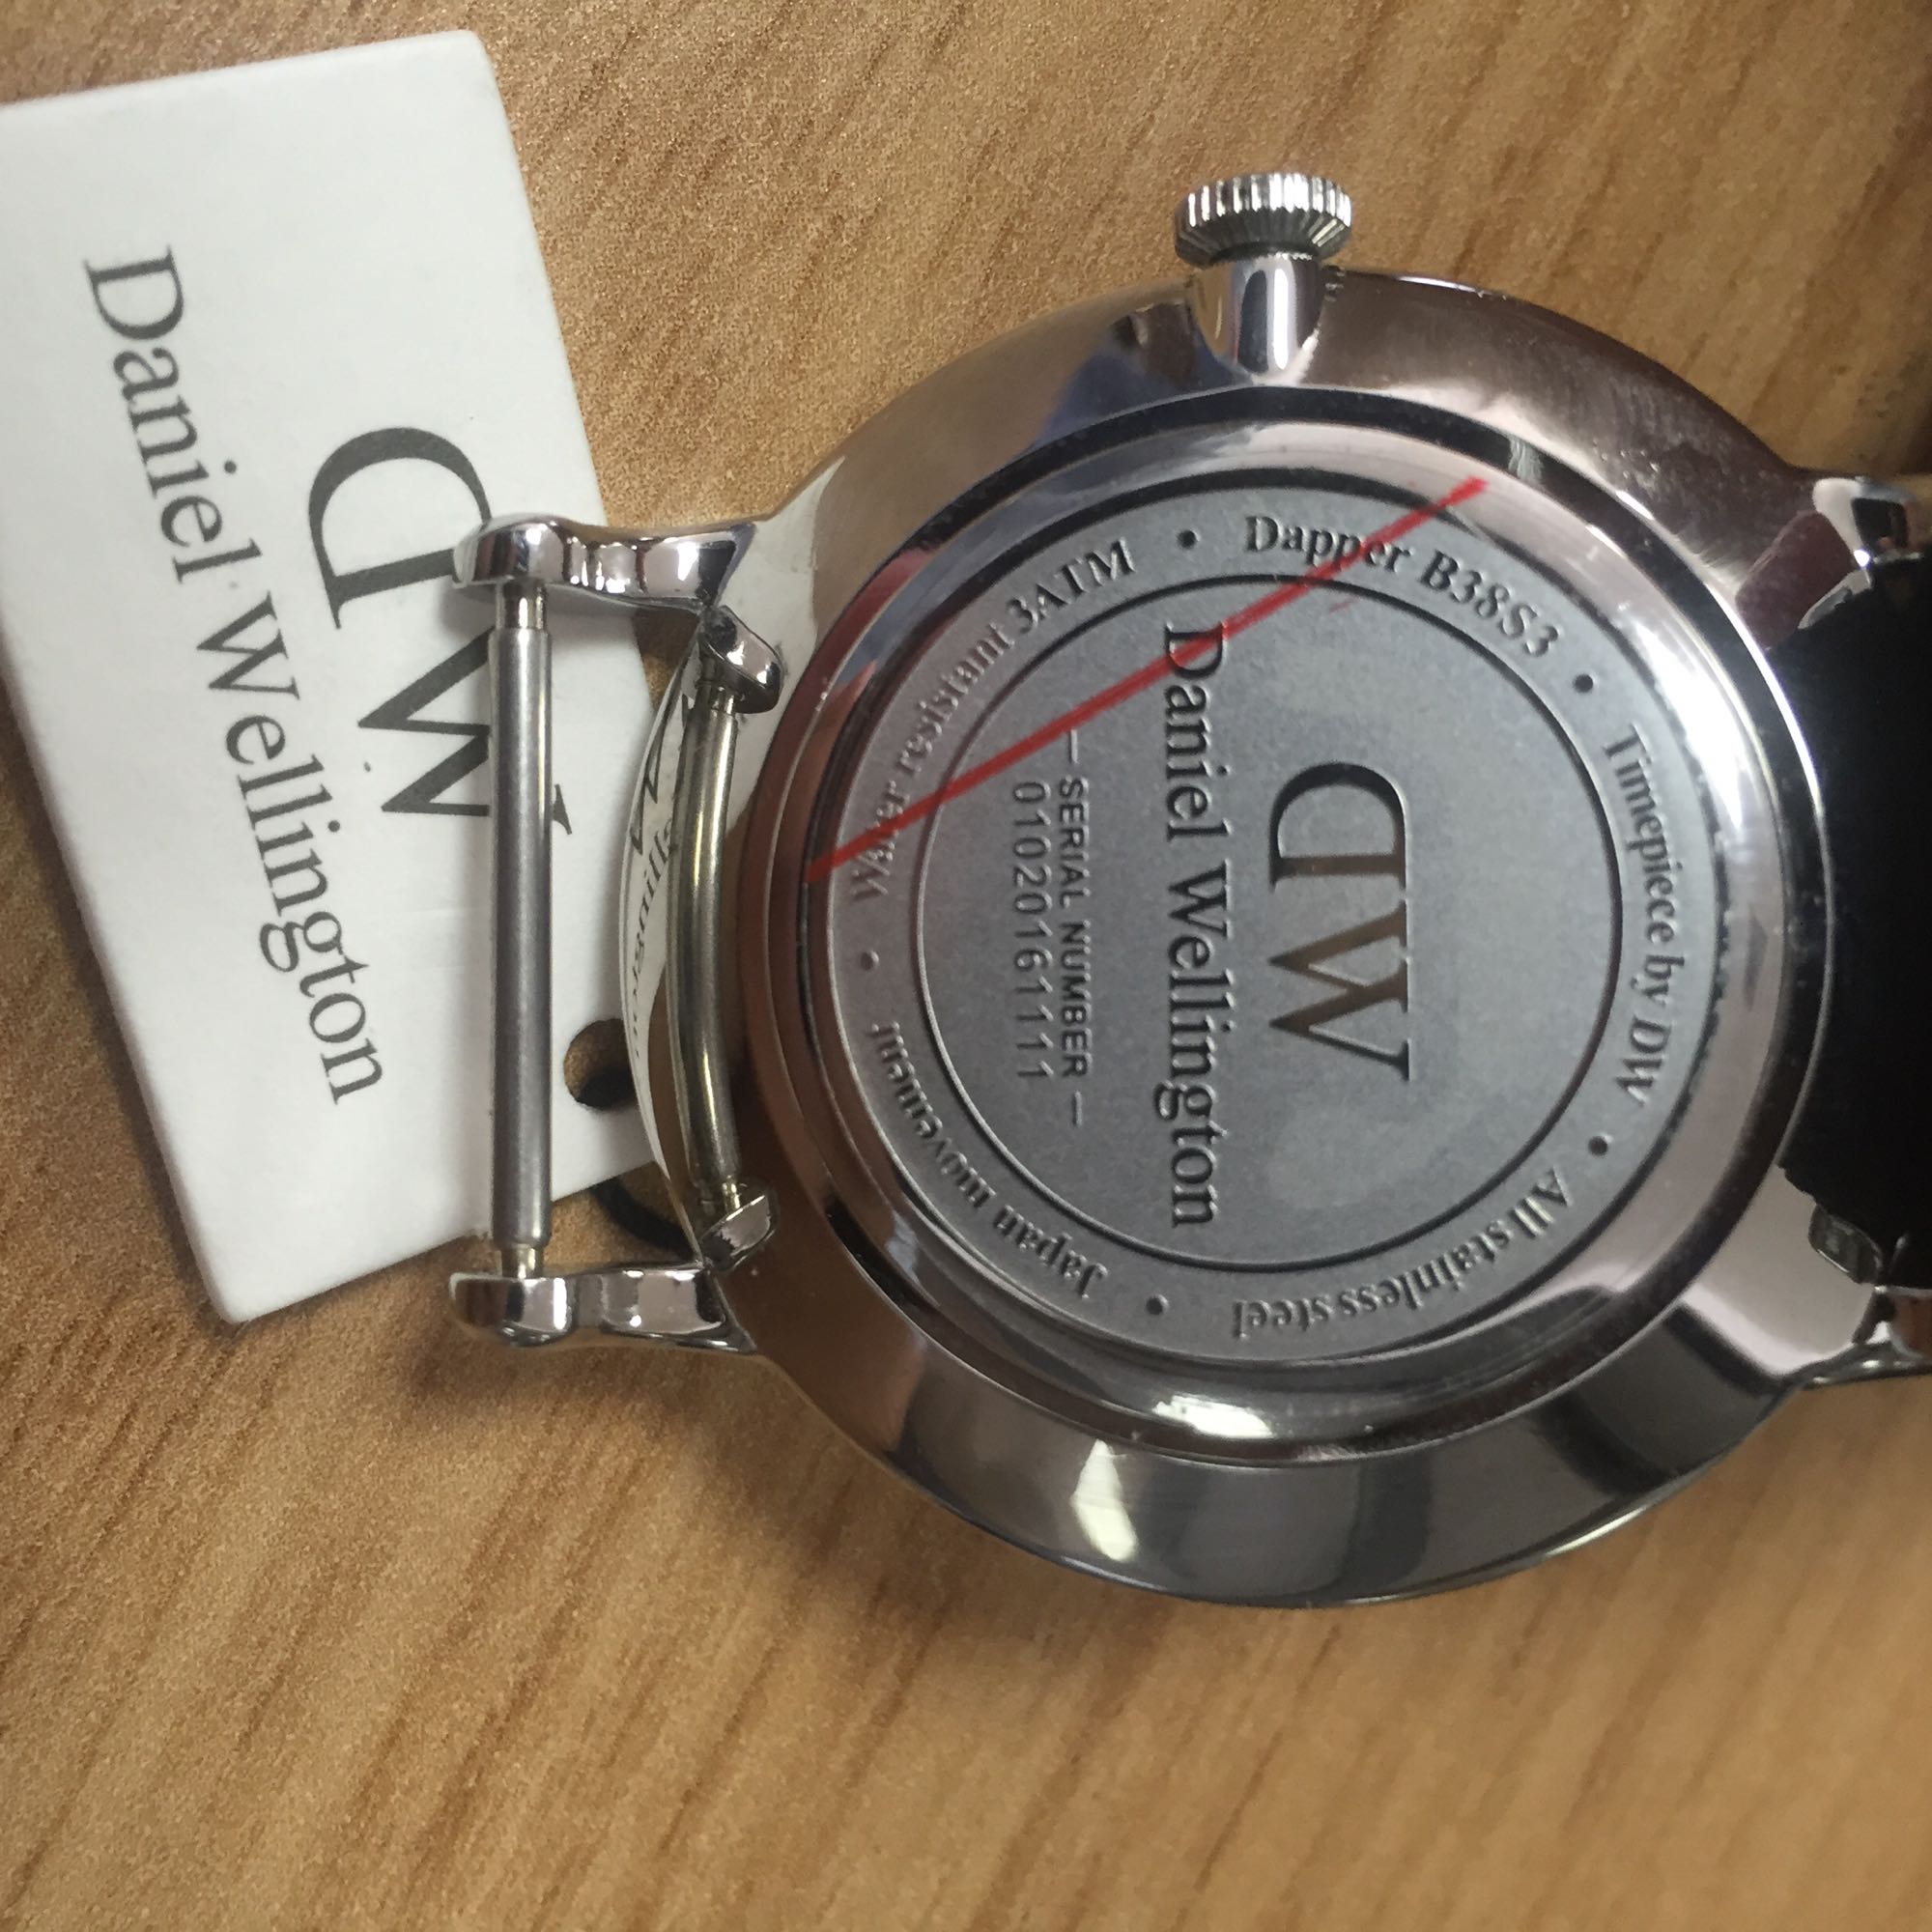 DW
Daniel Wellington
DW
Daniel Wellington
— SERIAL NUMBER —
01020161111
Water resistant 3ATM • Dapper B38S3 • Timepiece by DW • All stainless steel • Japan movement •